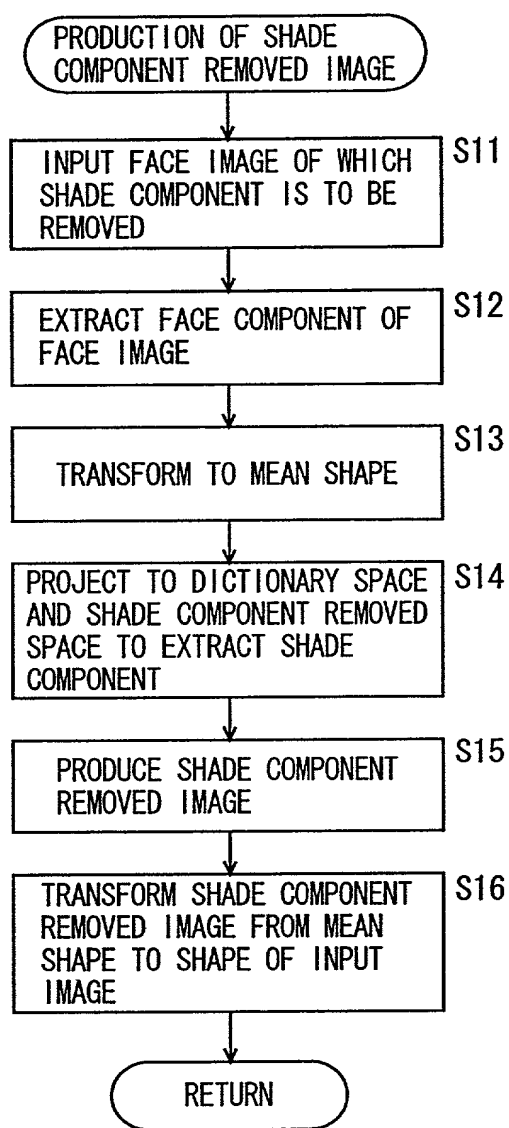 PRODUCTION OF SHADE
COMPONENT REMOVED IMAGE
S11
INPUT FACE IMAGE OF WHICH
SHADE COMPONENT IS TO BE
REMOVED
S12
EXTRACT FACE COMPONENT OF
FACE IMAGE
S13
TRANSFORM TO MEAN SHAPE
S14
PROJECT TO DICTIONARY SPACE
AND SHADE COMPONENT REMOVED
SPACE TO EXTRACT SHADE
COMPONENT
S15
PRODUCE SHADE COMPONENT
REMOVED IMAGE
S16
TRANSFORM SHADE COMPONENT
REMOVED IMAGE FROM MEAN
SHAPE TO SHAPE OF INPUT
IMAGE
RETURN